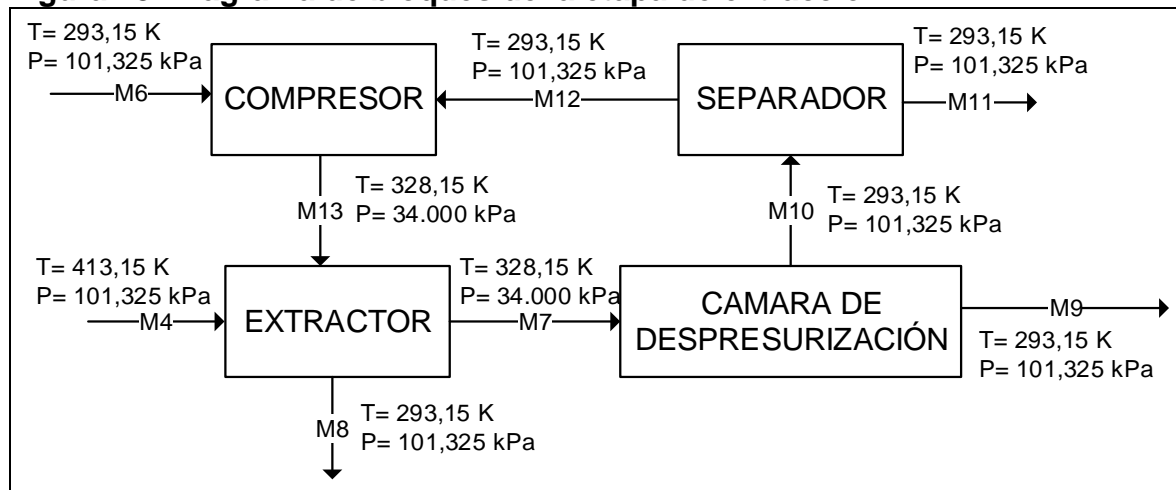 T= 293,15 K
P= 101,325 kPa
M6
COMPRESOR
T= 293,15 K
P= 101,325 kPa
M12
SEPARADOR
T= 293,15 K
P= 101,325 kPa
M11
M13
T= 328,15 K
P= 34.000 kPa
M10
T= 293,15 K
P= 101,325 kPa
T= 413,15 K
P= 101,325 kPa
M4
EXTRACTOR
T= 328,15 K
P= 34.000 kPa
M7
CAMARA DE
DESPRESURIZACIÓN
M9
T= 293,15 K
P= 101,325 kPa
M8
T= 293,15 K
P= 101,325 kPa